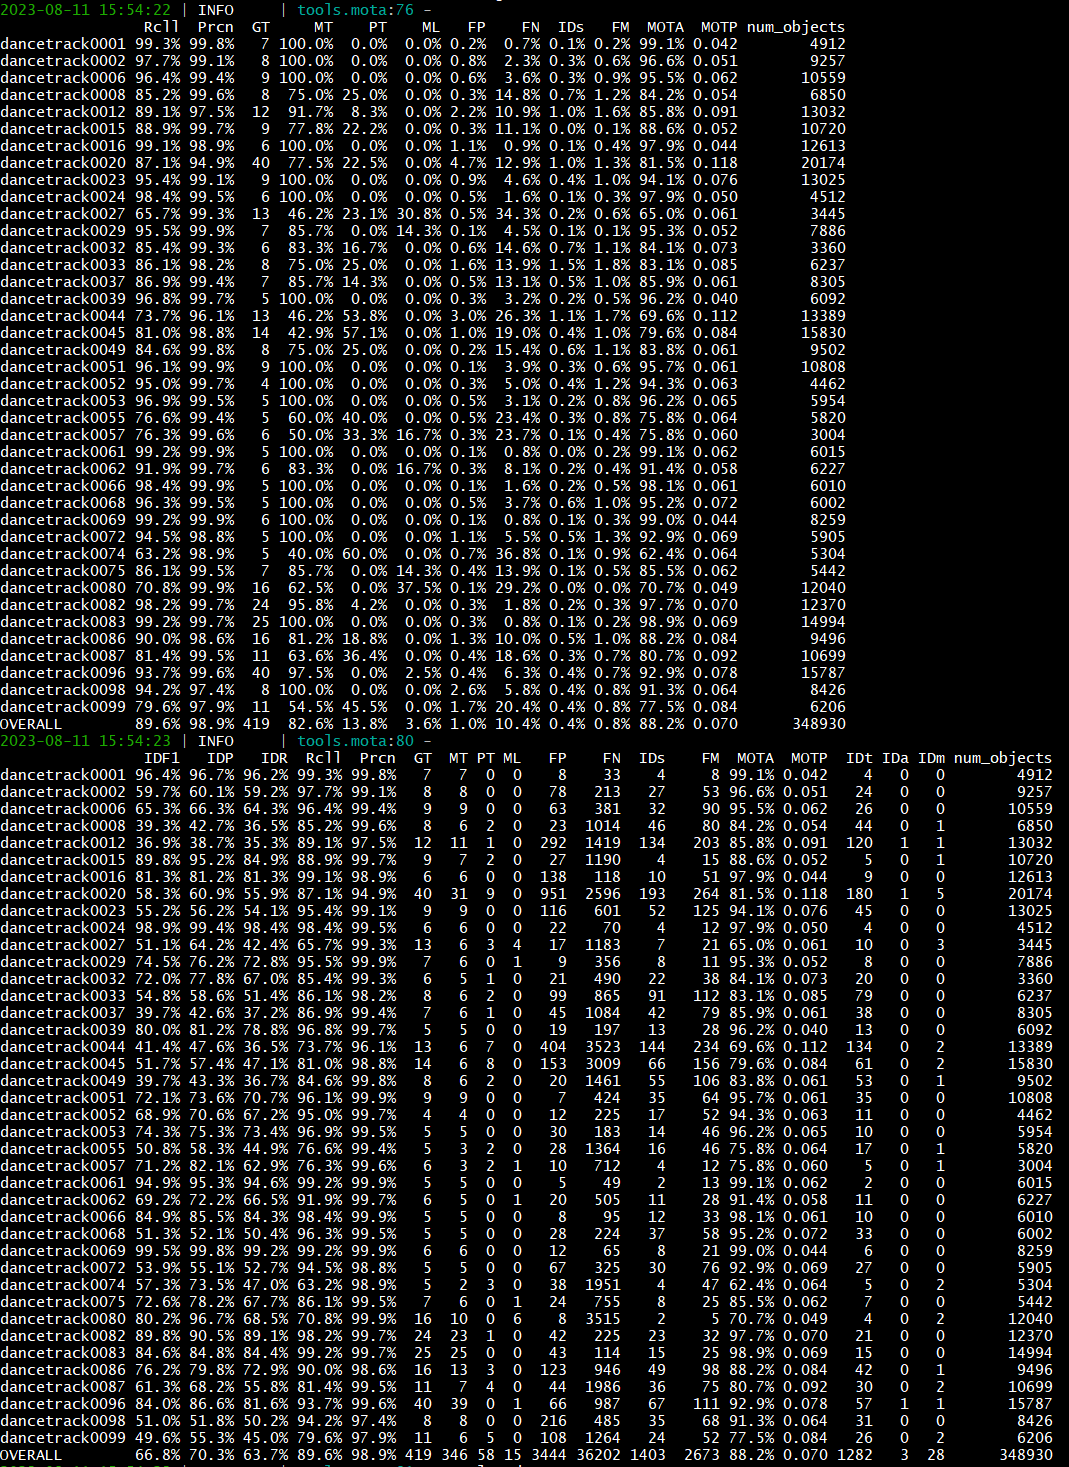 2023-08-11 15:54:22 | INFO     | tools.mota:76 -
Rcll Prcn GT MT PT ML FP FN IDs FM MOTA MOTP num_objects
dancetrack0001 99.3% 99.8% 7 100.0% 0.0% 0.0% 0.2% 0.7% 0.1% 0.2% 99.1% 0.042 4912
dancetrack0002 97.7% 99.1% 8 100.0% 0.0% 0.0% 0.8% 2.3% 0.3% 0.6% 96.6% 0.051 9257
dancetrack0006 96.4% 99.4% 9 100.0% 0.0% 0.0% 0.6% 3.6% 0.3% 0.9% 95.5% 0.062 10559
dancetrack0008 85.2% 99.6% 8 75.0% 25.0% 0.0% 0.3% 14.8% 0.7% 1.2% 84.2% 0.054 6850
dancetrack0012 89.1% 97.5% 12 91.7% 8.3% 0.0% 2.2% 10.9% 1.0% 1.6% 85.8% 0.091 13032
dancetrack0015 88.9% 99.7% 9 77.8% 22.2% 0.0% 0.3% 11.1% 0.0% 0.1% 88.6% 0.052 10720
dancetrack0016 99.1% 98.9% 6 100.0% 0.0% 0.0% 1.1% 0.9% 0.1% 0.4% 97.9% 0.044 12613
dancetrack0020 87.1% 94.9% 40 77.5% 22.5% 0.0% 4.7% 12.9% 1.0% 1.3% 81.5% 0.118 20174
dancetrack0023 95.4% 99.1% 9 100.0% 0.0% 0.0% 0.9% 4.6% 0.4% 1.0% 94.1% 0.076 13025
dancetrack0024 98.4% 99.5% 6 100.0% 0.0% 0.0% 0.5% 1.6% 0.1% 0.3% 97.9% 0.050 4512
dancetrack0027 65.7% 99.3% 13 46.2% 23.1% 30.8% 0.5% 34.3% 0.2% 0.6% 65.0% 0.061 3445
dancetrack0029 95.5% 99.9% 7 85.7% 0.0% 14.3% 0.1% 4.5% 0.1% 0.1% 95.3% 0.052 7886
dancetrack0032 85.4% 99.3% 6 83.3% 16.7% 0.0% 0.6% 14.6% 0.7% 1.1% 84.1% 0.073 3360
dancetrack0033 86.1% 98.2% 8 75.0% 25.0% 0.0% 1.6% 13.9% 1.5% 1.8% 83.1% 0.085 6237
dancetrack0037 86.9% 99.4% 7 85.7% 14.3% 0.0% 0.5% 13.1% 0.5% 1.0% 85.9% 0.061 8305
dancetrack0039 96.8% 99.7% 5 100.0% 0.0% 0.0% 0.3% 3.2% 0.2% 0.5% 96.2% 0.040 6092
dancetrack0044 73.7% 96.1% 13 46.2% 53.8% 0.0% 3.0% 26.3% 1.1% 1.7% 69.6% 0.112 13389
dancetrack0045 81.0% 98.8% 14 42.9% 57.1% 0.0% 1.0% 19.0% 0.4% 1.0% 79.6% 0.084 15830
dancetrack0049 84.6% 99.8% 8 75.0% 25.0% 0.0% 0.2% 15.4% 0.6% 1.1% 83.8% 0.061 9502
dancetrack0051 96.1% 99.9% 9 100.0% 0.0% 0.0% 0.1% 3.9% 0.3% 0.6% 95.7% 0.061 10808
dancetrack0052 95.0% 99.7% 4 100.0% 0.0% 0.0% 0.3% 5.0% 0.4% 1.2% 94.3% 0.063 4462
dancetrack0053 96.9% 99.5% 5 100.0% 0.0% 0.0% 0.5% 3.1% 0.2% 0.8% 96.2% 0.065 5954
dancetrack0055 76.6% 99.4% 5 60.0% 40.0% 0.0% 0.5% 23.4% 0.3% 0.8% 75.8% 0.064 5820
dancetrack0057 76.3% 99.6% 6 50.0% 33.3% 16.7% 0.3% 23.7% 0.1% 0.4% 75.8% 0.060 3004
dancetrack0061 99.2% 99.9% 5 100.0% 0.0% 0.0% 0.1% 0.8% 0.0% 0.2% 99.1% 0.062 6015
dancetrack0062 91.9% 99.7% 6 83.3% 0.0% 16.7% 0.3% 8.1% 0.2% 0.4% 91.4% 0.058 6227
dancetrack0066 98.4% 99.9% 5 100.0% 0.0% 0.0% 0.1% 1.6% 0.2% 0.5% 98.1% 0.061 6010
dancetrack0068 96.3% 99.5% 5 100.0% 0.0% 0.0% 0.5% 3.7% 0.6% 1.0% 95.2% 0.072 6002
dancetrack0069 99.2% 99.9% 6 100.0% 0.0% 0.0% 0.1% 0.8% 0.1% 0.3% 99.0% 0.044 8259
dancetrack0072 94.5% 98.8% 5 100.0% 0.0% 0.0% 1.1% 5.5% 0.5% 1.3% 92.9% 0.069 5905
dancetrack0074 63.2% 98.9% 5 40.0% 60.0% 0.0% 0.7% 36.8% 0.1% 0.9% 62.4% 0.064 5304
dancetrack0075 86.1% 99.5% 7 85.7% 0.0% 14.3% 0.4% 13.9% 0.1% 0.5% 85.5% 0.062 5442
dancetrack0080 70.8% 99.9% 16 62.5% 0.0% 37.5% 0.1% 29.2% 0.0% 0.0% 70.7% 0.049 12040
dancetrack0082 98.2% 99.7% 24 95.8% 4.2% 0.0% 0.3% 1.8% 0.2% 0.3% 97.7% 0.070 12370
dancetrack0083 99.2% 99.7% 25 100.0% 0.0% 0.0% 0.3% 0.8% 0.1% 0.2% 98.9% 0.069 14994
dancetrack0086 90.0% 98.6% 16 81.2% 18.8% 0.0% 1.3% 10.0% 0.5% 1.0% 88.2% 0.084 9496
dancetrack0087 81.4% 99.5% 11 63.6% 36.4% 0.0% 0.4% 18.6% 0.3% 0.7% 80.7% 0.092 10699
dancetrack0096 93.7% 99.6% 40 97.5% 0.0% 2.5% 0.4% 6.3% 0.4% 0.7% 92.9% 0.078 15787
dancetrack0098 94.2% 97.4% 8 100.0% 0.0% 0.0% 2.6% 5.8% 0.4% 0.8% 91.3% 0.064 8426
dancetrack0099 79.6% 97.9% 11 54.5% 45.5% 0.0% 1.7% 20.4% 0.4% 0.8% 77.5% 0.084 6206
OVERALL 89.6% 98.9% 419 82.6% 13.8% 3.6% 1.0% 10.4% 0.4% 0.8% 88.2% 0.070 348930
2023-08-11 15:54:23 | INFO     | tools.mota:80 -
IDF1 IDP IDR Rcll Prcn GT MT PT ML FP FN IDs FM MOTA MOTP IDt IDa IDm num_objects
dancetrack0001 96.4% 96.7% 96.2% 99.3% 99.8% 7 7 0 0 8 33 4 8 99.1% 0.042 4 0 0 4912
dancetrack0002 59.7% 60.1% 59.2% 97.7% 99.1% 8 8 0 0 78 213 27 53 96.6% 0.051 24 0 0 9257
dancetrack0006 65.3% 66.3% 64.3% 96.4% 99.4% 9 9 0 0 63 381 32 90 95.5% 0.062 26 0 0 10559
dancetrack0008 39.3% 42.7% 36.5% 85.2% 99.6% 8 6 2 0 23 1014 46 80 84.2% 0.054 44 0 1 6850
dancetrack0012 36.9% 38.7% 35.3% 89.1% 97.5% 12 11 1 0 292 1419 134 203 85.8% 0.091 120 1 1 13032
dancetrack0015 89.8% 95.2% 84.9% 88.9% 99.7% 9 7 2 0 27 1190 4 15 88.6% 0.052 5 0 1 10720
dancetrack0016 81.3% 81.2% 81.3% 99.1% 98.9% 6 6 0 0 138 118 10 51 97.9% 0.044 9 0 0 12613
dancetrack0020 58.3% 60.9% 55.9% 87.1% 94.9% 40 31 9 0 951 2596 193 264 81.5% 0.118 180 1 5 20174
dancetrack0023 55.2% 56.2% 54.1% 95.4% 99.1% 9 9 0 0 116 601 52 125 94.1% 0.076 45 0 0 13025
dancetrack0024 98.9% 99.4% 98.4% 98.4% 99.5% 6 6 0 0 22 70 4 12 97.9% 0.050 4 0 0 4512
dancetrack0027 51.1% 64.2% 42.4% 65.7% 99.3% 13 6 3 4 17 1183 7 21 65.0% 0.061 10 0 3 3445
dancetrack0029 74.5% 76.2% 72.8% 95.5% 99.9% 7 6 0 1 9 356 8 11 95.3% 0.052 8 0 0 7886
dancetrack0032 72.0% 77.8% 67.0% 85.4% 99.3% 6 5 1 0 21 490 22 38 84.1% 0.073 20 0 0 3360
dancetrack0033 54.8% 58.6% 51.4% 86.1% 98.2% 8 6 2 0 99 865 91 112 83.1% 0.085 79 0 0 6237
dancetrack0037 39.7% 42.6% 37.2% 86.9% 99.4% 7 6 1 0 45 1084 42 79 85.9% 0.061 38 0 0 8305
dancetrack0039 80.0% 81.2% 78.8% 96.8% 99.7% 5 5 0 0 19 197 13 28 96.2% 0.040 13 0 0 6092
dancetrack0044 41.4% 47.6% 36.5% 73.7% 96.1% 13 6 7 0 404 3523 144 234 69.6% 0.112 134 0 2 13389
dancetrack0045 51.7% 57.4% 47.1% 81.0% 98.8% 14 6 8 0 153 3009 66 156 79.6% 0.084 61 0 2 15830
dancetrack0049 39.7% 43.3% 36.7% 84.6% 99.8% 8 6 2 0 20 1461 55 106 83.8% 0.061 53 0 1 9502
dancetrack0051 72.1% 73.6% 70.7% 96.1% 99.9% 9 9 0 0 7 424 35 64 95.7% 0.061 35 0 0 10808
dancetrack0052 68.9% 70.6% 67.2% 95.0% 99.7% 4 4 0 0 12 225 17 52 94.3% 0.063 11 0 0 4462
dancetrack0053 74.3% 75.3% 73.4% 96.9% 99.5% 5 5 0 0 30 183 14 46 96.2% 0.065 10 0 0 5954
dancetrack0055 50.8% 58.3% 44.9% 76.6% 99.4% 5 3 2 0 28 1364 16 46 75.8% 0.064 17 0 1 5820
dancetrack0057 71.2% 82.1% 62.9% 76.3% 99.6% 6 3 2 1 10 712 4 12 75.8% 0.060 5 0 1 3004
dancetrack0061 94.9% 95.3% 94.6% 99.2% 99.9% 5 5 0 0 5 49 2 13 99.1% 0.062 2 0 0 6015
dancetrack0062 69.2% 72.2% 66.5% 91.9% 99.7% 6 5 0 1 20 505 11 28 91.4% 0.058 11 0 0 6227
dancetrack0066 84.9% 85.5% 84.3% 98.4% 99.9% 5 5 0 0 8 95 12 33 98.1% 0.061 10 0 0 6010
dancetrack0068 51.3% 52.1% 50.4% 96.3% 99.5% 5 5 0 0 28 224 37 58 95.2% 0.072 33 0 0 6002
dancetrack0069 99.5% 99.8% 99.2% 99.2% 99.9% 6 6 0 0 12 65 8 21 99.0% 0.044 6 0 0 8259
dancetrack0072 53.9% 55.1% 52.7% 94.5% 98.8% 5 5 0 0 67 325 30 76 92.9% 0.069 27 0 0 5905
dancetrack0074 57.3% 73.5% 47.0% 63.2% 98.9% 5 2 3 0 38 1951 4 47 62.4% 0.064 5 0 2 5304
dancetrack0075 72.6% 78.2% 67.7% 86.1% 99.5% 7 6 0 1 24 755 8 25 85.5% 0.062 7 0 0 5442
dancetrack0080 80.2% 96.7% 68.5% 70.8% 99.9% 16 10 0 6 8 3515 2 5 70.7% 0.049 4 0 2 12040
dancetrack0082 89.8% 90.5% 89.1% 98.2% 99.7% 24 23 1 0 42 225 23 32 97.7% 0.070 21 0 0 12370
dancetrack0083 84.6% 84.8% 84.4% 99.2% 99.7% 25 25 0 0 43 114 15 25 98.9% 0.069 15 0 0 14994
dancetrack0086 76.2% 79.8% 72.9% 90.0% 98.6% 16 13 3 0 123 946 49 98 88.2% 0.084 42 0 1 9496
dancetrack0087 61.3% 68.2% 55.8% 81.4% 99.5% 11 7 4 0 44 1986 36 75 80.7% 0.092 30 0 2 10699
dancetrack0096 84.0% 86.6% 81.6% 93.7% 99.6% 40 39 0 1 66 987 67 111 92.9% 0.078 57 1 1 15787
dancetrack0098 51.0% 51.8% 50.2% 94.2% 97.4% 8 8 0 0 216 485 35 68 91.3% 0.064 31 0 0 8426
dancetrack0099 49.6% 55.3% 45.0% 79.6% 97.9% 11 6 5 0 108 1264 24 52 77.5% 0.084 26 0 2 6206
OVERALL 66.8% 70.3% 63.7% 89.6% 98.9% 419 346 58 15 3444 36202 1403 2673 88.2% 0.070 1282 3 28 348930